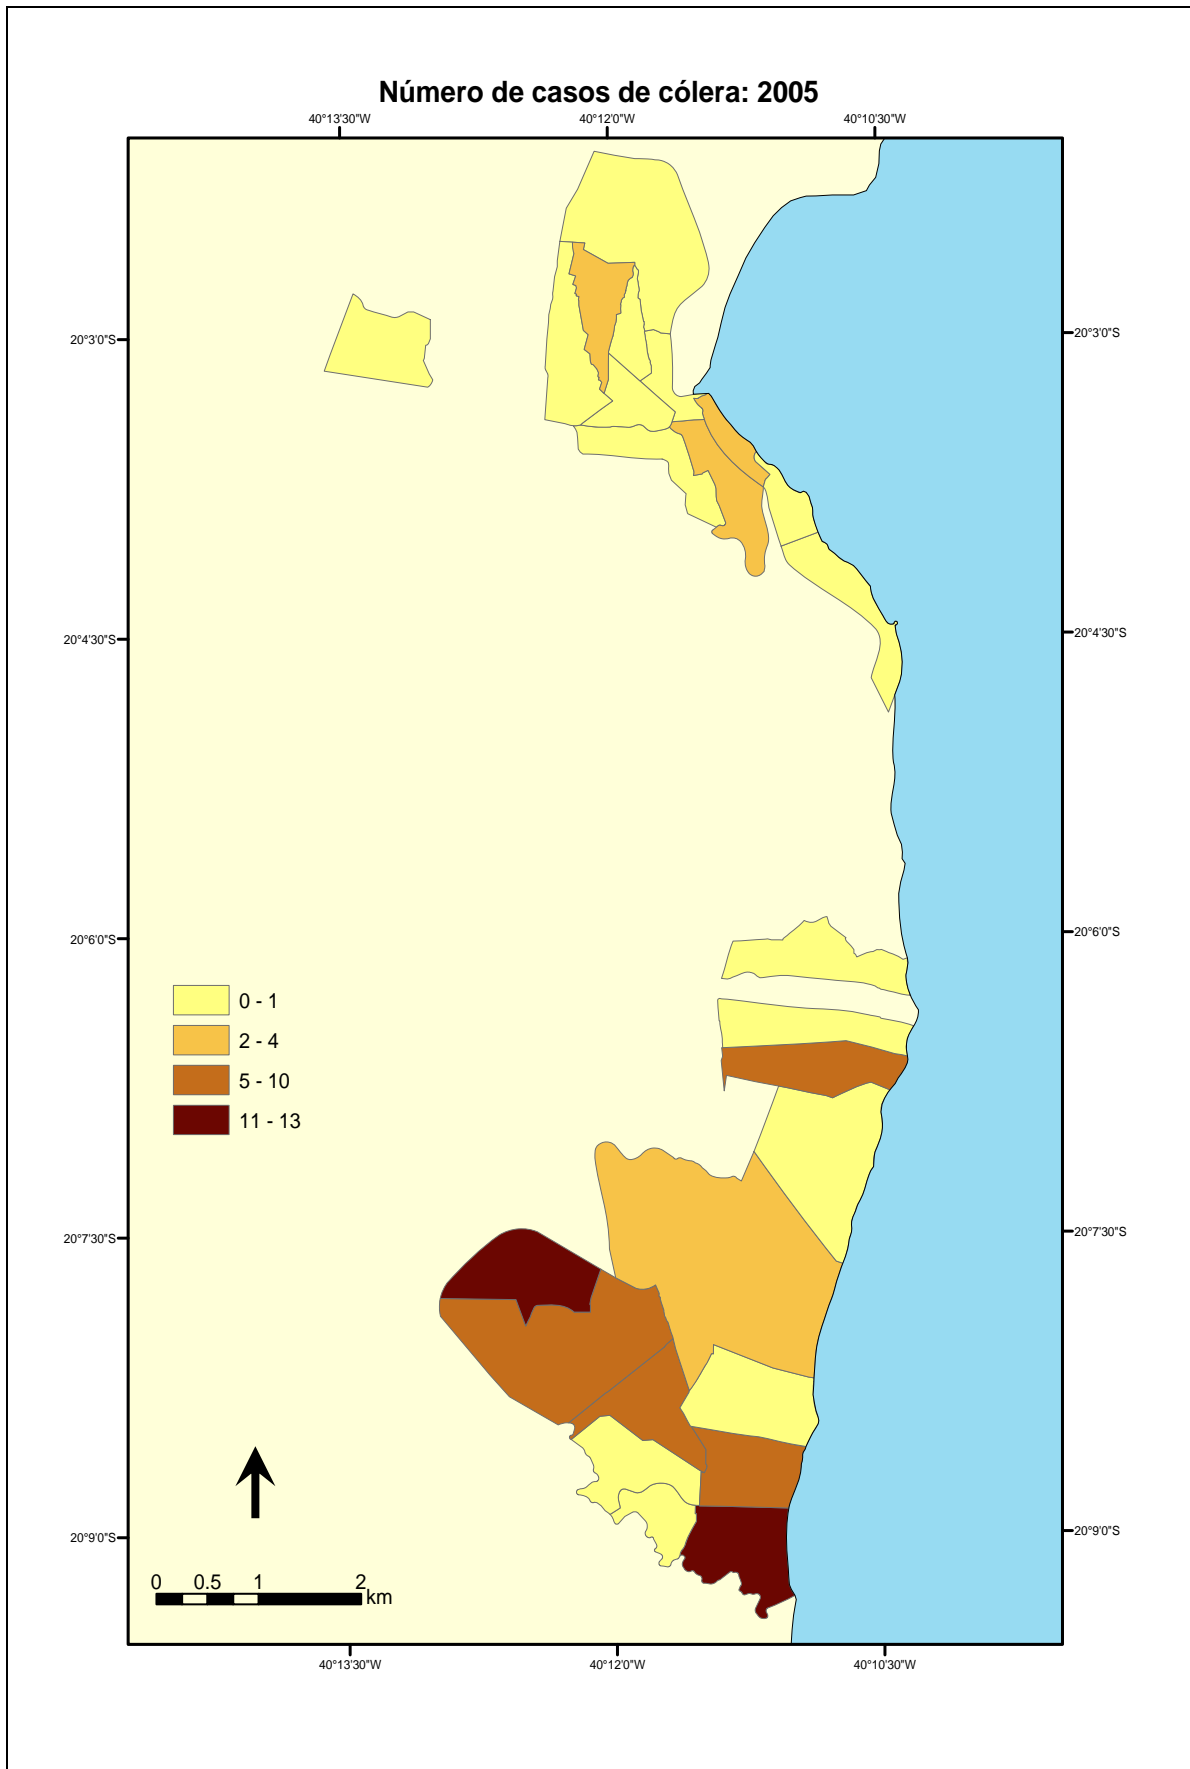 Número de casos de cólera: 2005
40°13'30"W 40°12'0"W 40°10'30"W
20°3'0"S 20°3'0"S
20°4'30"S 20°4'30"S
20°6'0"S 20°6'0"S
0 - 1
2 - 4
5 - 10
11 - 13
20°7'30"S 20°7'30"S
20°9'0"S 20°9'0"S
0 0.5 1 2
km
40°13'30"W 40°12'0"W 40°10'30"W